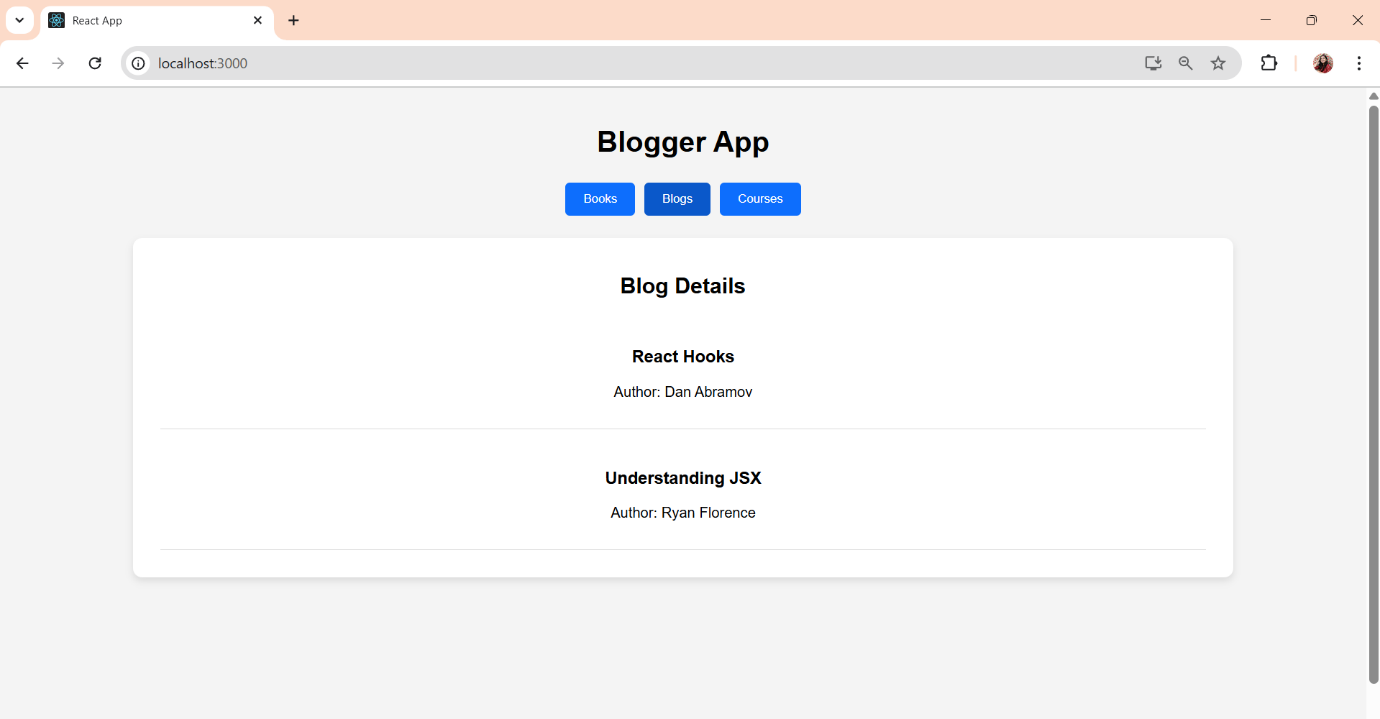 React App
localhost:3000
Blogger App
Books Blogs Courses
Blog Details
React Hooks
Author: Dan Abramov
Understanding JSX
Author: Ryan Florence